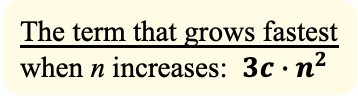 The term that grows fastest
when n increases: 3c · n²